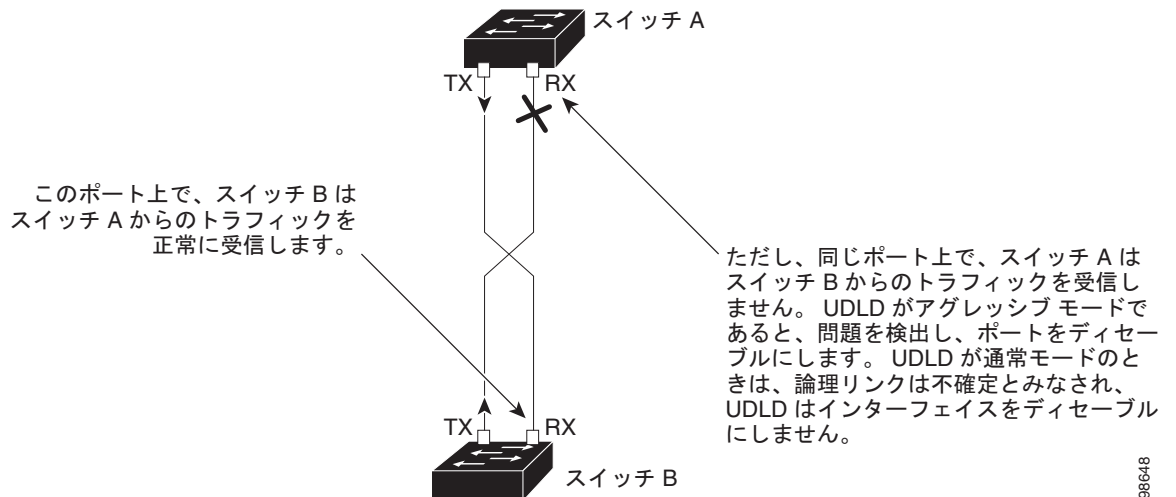 スイッチ A
TX
RX
このポート上で、スイッチ B は
スイッチ A からのトラフィックを
正常に受信します。
ただし、同じポート上で、スイッチ A は
スイッチ B からのトラフィックを受信し
ません。 UDLD がアグレッシブ モードで
あると、問題を検出し、ポートをディセー
ブルにします。 UDLD が通常モードのと
きは、論理リンクは不確定とみなされ、
UDLD はインターフェイスをディセーブル
にしません。
TX
RX
スイッチ B
98648